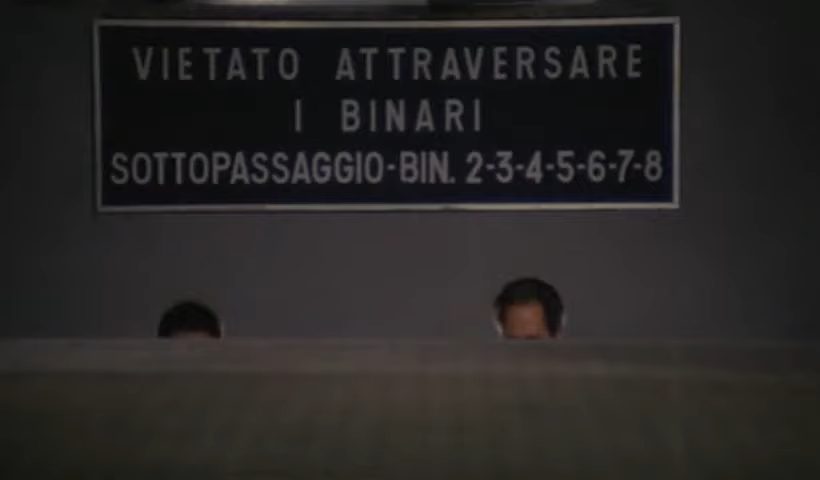 VIETATO ATTRAVERSARE
I BINARI
SOTTOPASSAGGIO-BIN. 2-3-4-5-6-7-8